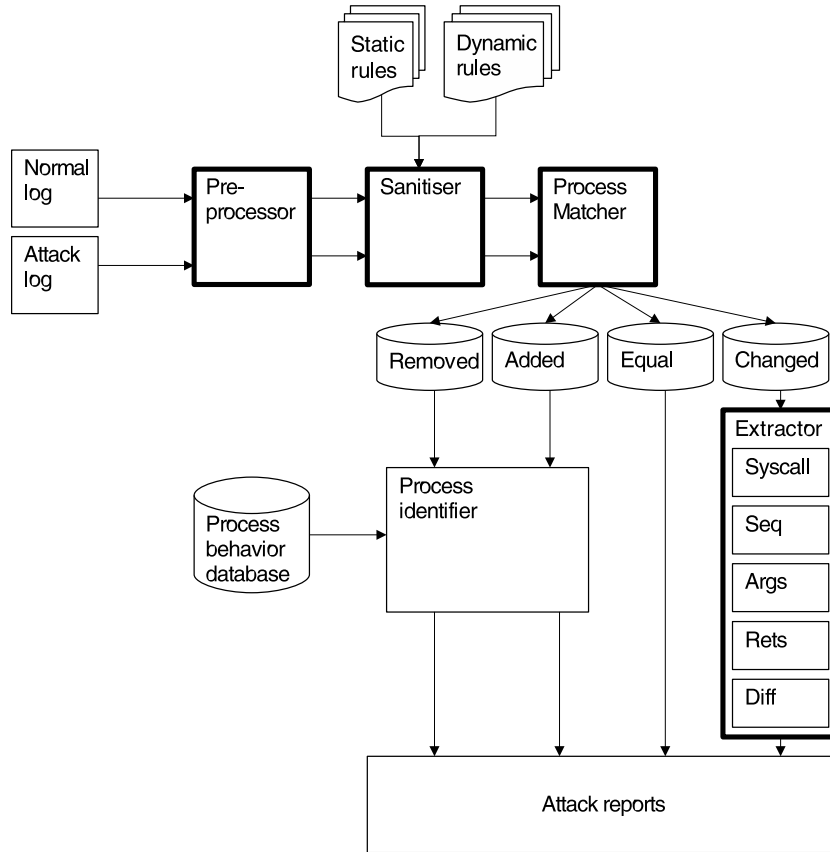 Static
rules
Dynamic
rules
Normal
log
Attack
log
Pre-
processor
Sanitiser
Process
Matcher
Removed
Added
Equal
Changed
Extractor
Syscall
Seq
Args
Rets
Diff
Process
identifier
Process
behavior
database
Attack reports